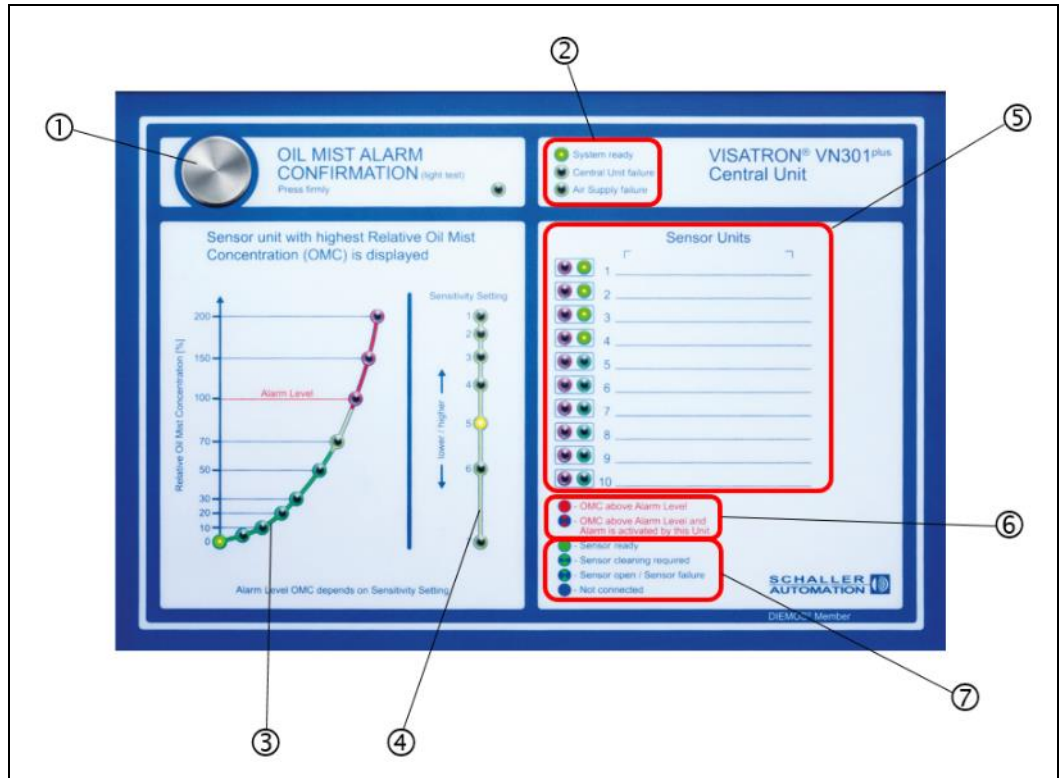 ①
②
③
④
⑤
⑥
⑦
OIL MIST ALARM
CONFIRMATION (light test)
Press firmly
System ready
Central Unit failure
Air Supply failure
VISATRON® VN301plus
Central Unit
Sensor unit with highest Relative Oil Mist
Concentration (OMC) is displayed
Relative Oil Mist Concentration [%]
200
150
100
70
50
30
20
10
0
Alarm Level
Sensitivity Setting
1
2
3
4
5
6
lower / higher
Alarm Level OMC depends on Sensitivity Setting
Sensor Units
1
2
3
4
5
6
7
8
9
10
- OMC above Alarm Level
- OMC above Alarm Level and
Alarm is activated by this Unit
- Sensor ready
- Sensor cleaning required
- Sensor open / Sensor failure
- Not connected
SCHALLER
AUTOMATION
Member